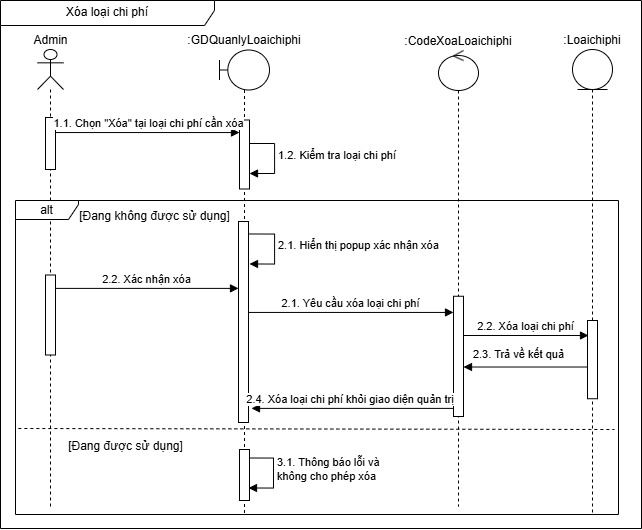 Xóa loại chi phí
Admin
:GDQuanlyLoaichiphi
:CodeXoaLoaichiphi
:Loaichiphi
1.1. Chọn "Xóa" tại loại chi phí cần xóa
1.2. Kiểm tra loại chi phí
alt
[Đang không được sử dụng]
2.1. Hiển thị popup xác nhận xóa
2.2. Xác nhận xóa
2.1. Yêu cầu xóa loại chi phí
2.2. Xóa loại chi phí
2.3. Trả về kết quả
2.4. Xóa loại chi phí khỏi giao diện quản trị
[Đang được sử dụng]
3.1. Thông báo lỗi và
không cho phép xóa